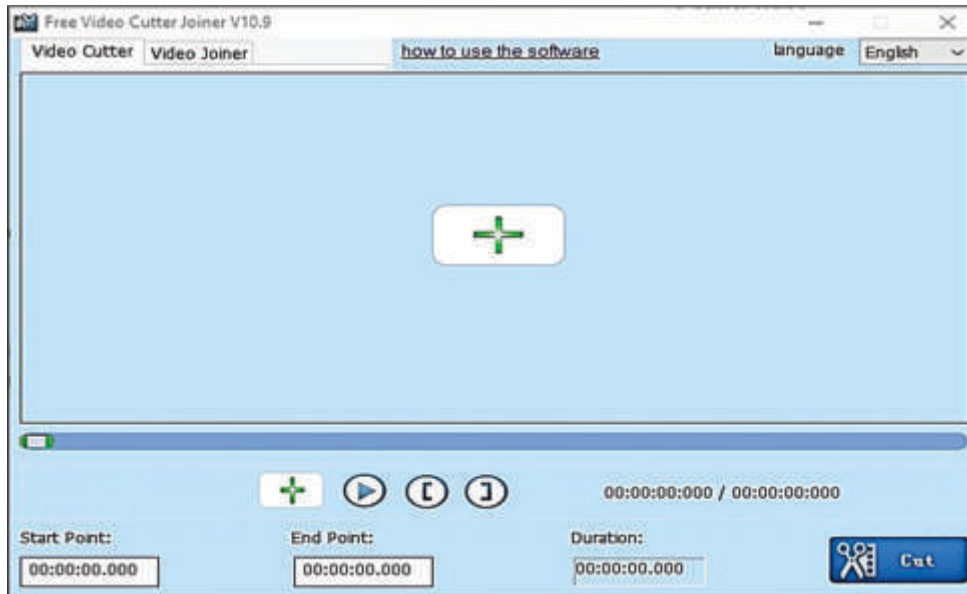 Free Video Cutter Joiner V10.9
Video Cutter Video Joiner how to use the software language English
00:00:00:000 / 00:00:00:000
Start Point: End Point: Duration:
00:00:00.000 00:00:00.000 00:00:00.000 Cut